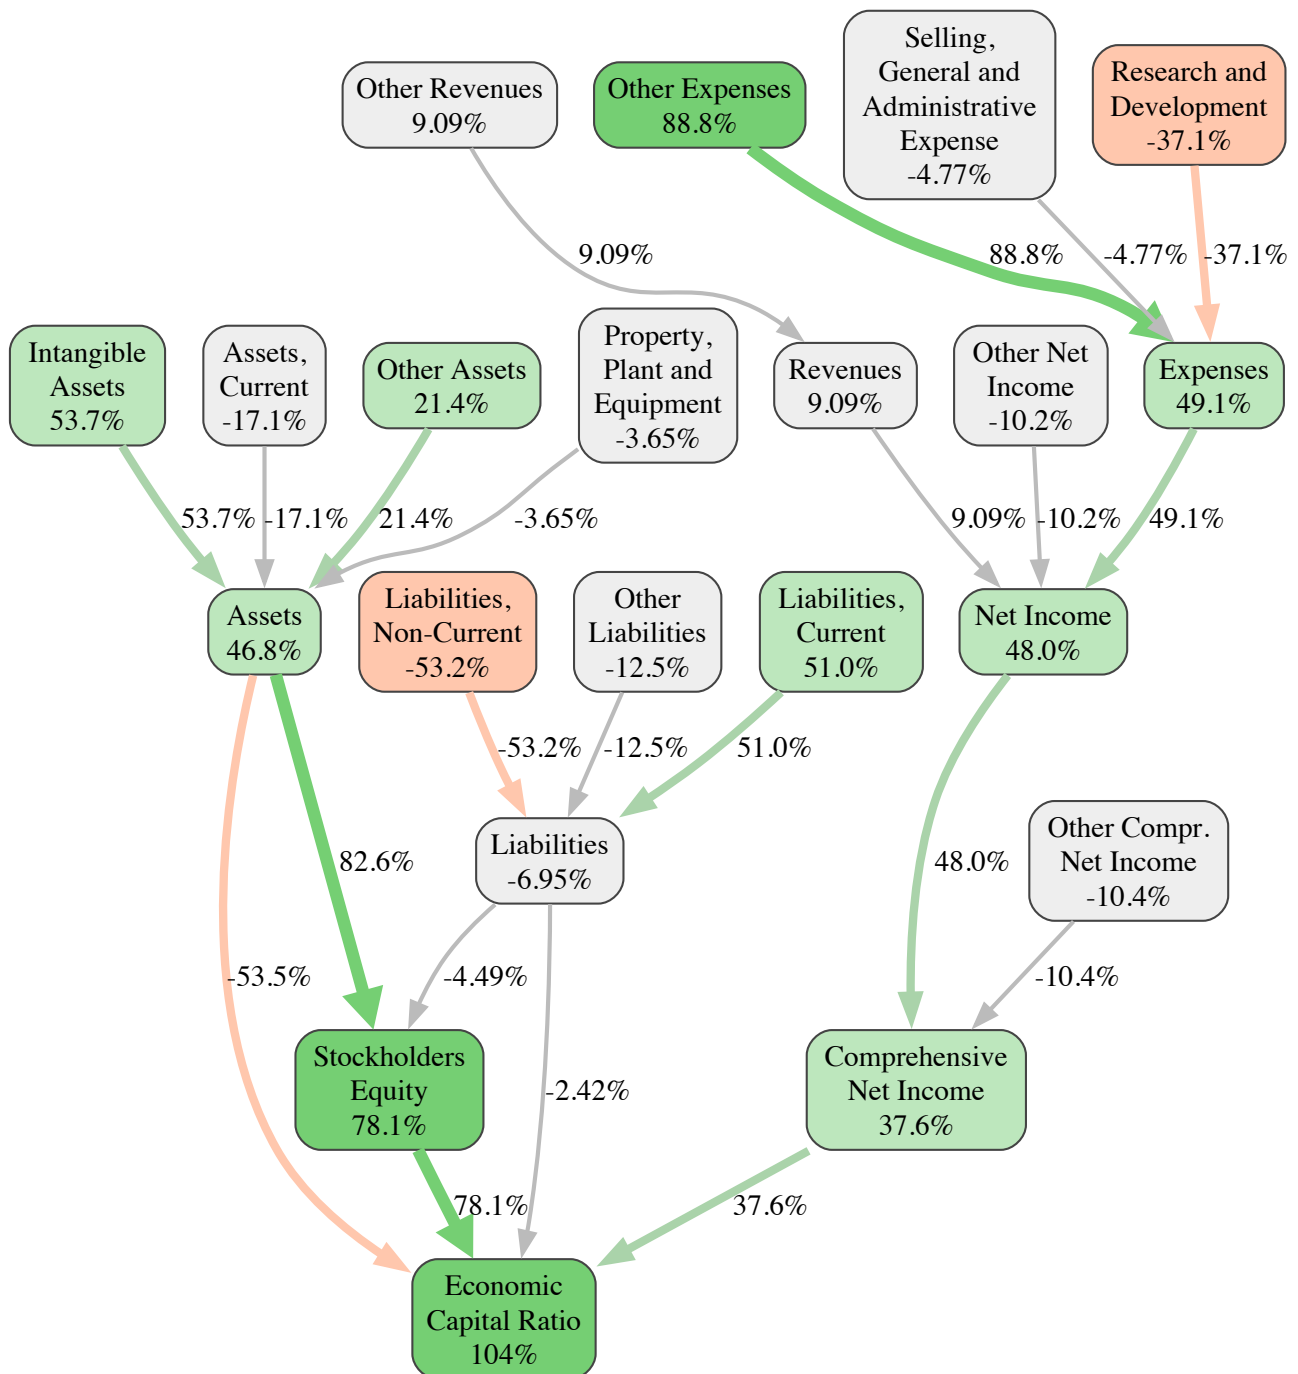 Selling,
General and
Administrative
Expense
-4.77%
Other Revenues
9.09%
Other Expenses
88.8%
Research and
Development
-37.1%
9.09%
88.8%
-4.77%
-37.1%
Intangible
Assets
53.7%
Assets,
Current
-17.1%
Other Assets
21.4%
Property,
Plant and
Equipment
-3.65%
Revenues
9.09%
Other Net
Income
-10.2%
Expenses
49.1%
53.7%
-17.1%
21.4%
-3.65%
9.09%
-10.2%
49.1%
Assets
46.8%
Liabilities,
Non-Current
-53.2%
Other
Liabilities
-12.5%
Liabilities,
Current
51.0%
Net Income
48.0%
-53.2%
-12.5%
51.0%
82.6%
Liabilities
-6.95%
48.0%
Other Compr.
Net Income
-10.4%
-53.5%
-4.49%
-10.4%
Stockholders
Equity
78.1%
-2.42%
Comprehensive
Net Income
37.6%
78.1%
37.6%
Economic
Capital Ratio
104%